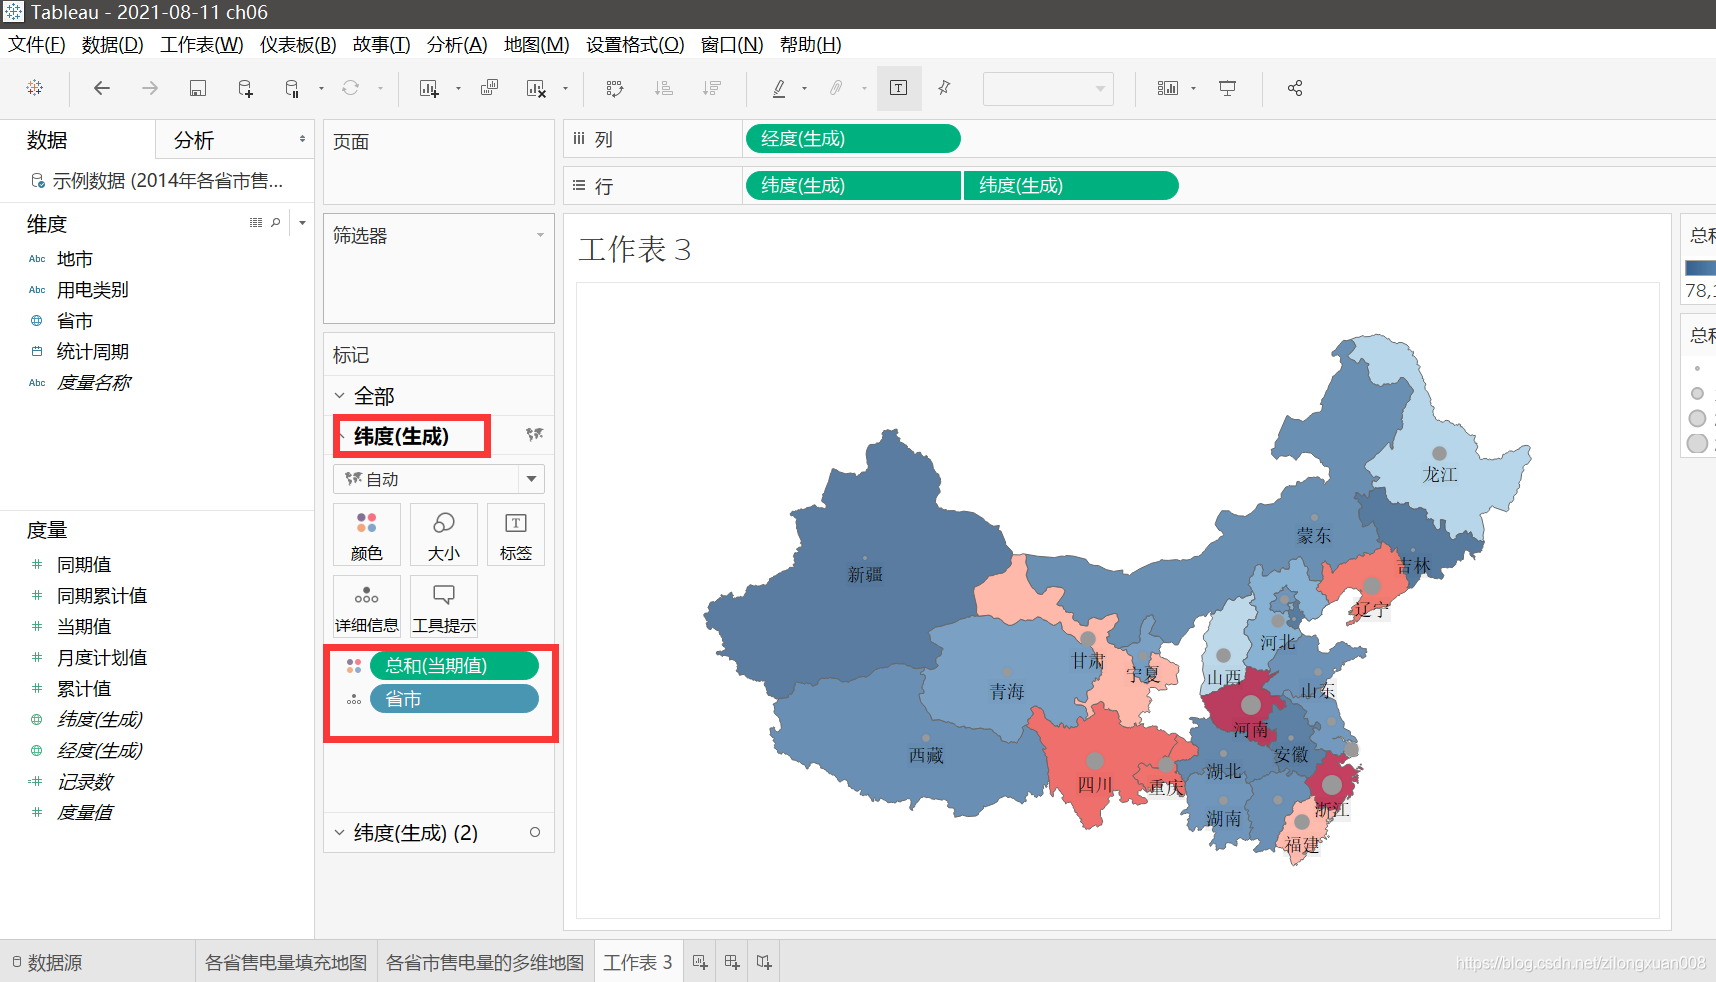 Tableau - 2021-08-11 ch06
文件(F) 数据(D) 工作表(W) 仪表板(B) 故事(T) 分析(A) 地图(M) 设置格式(O) 窗口(N) 帮助(H)
数据
分析
示例数据 (2014年各省市售...
维度
Abc 地市
Abc 用电类别
省市
统计周期
Abc 度量名称
度量
同期值
同期累计值
当期值
月度计划值
累计值
纬度(生成)
经度(生成)
记录数
度量值
页面
筛选器
标记
全部
纬度(生成)
自动
颜色
大小
标签
详细信息
工具提示
总和(当期值)
省市
纬度(生成) (2)
列
经度(生成)
行
纬度(生成)
纬度(生成)
工作表 3
龙江
蒙东
吉林
新疆
辽宁
河北
甘肃
宁夏
山西
青海
山东
河南
西藏
安徽
湖北
四川
重庆
浙江
湖南
福建
总和
78,1
总和
数据源
各省售电量填充地图
各省市售电量的多维地图
工作表 3
https://blog.csdn.net/zilongxuan008